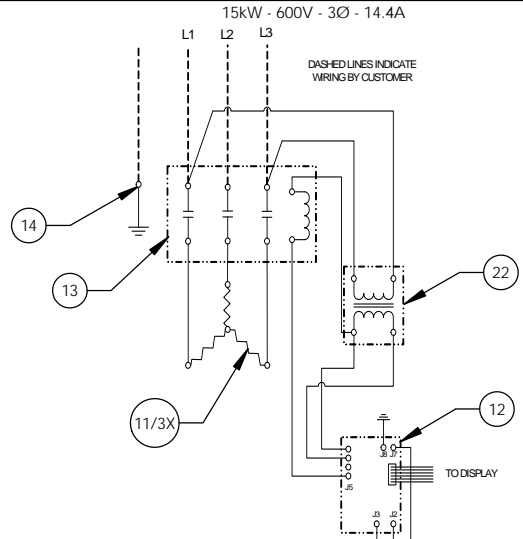 15kW - 600V - 3Ø - 14.4A
L1 L2 L3
DASHED LINES INDICATE
WIRING BY CUSTOMER
14
13
22
11/3X
12
J8 J7
TO DISPLAY
J5
J3 J2